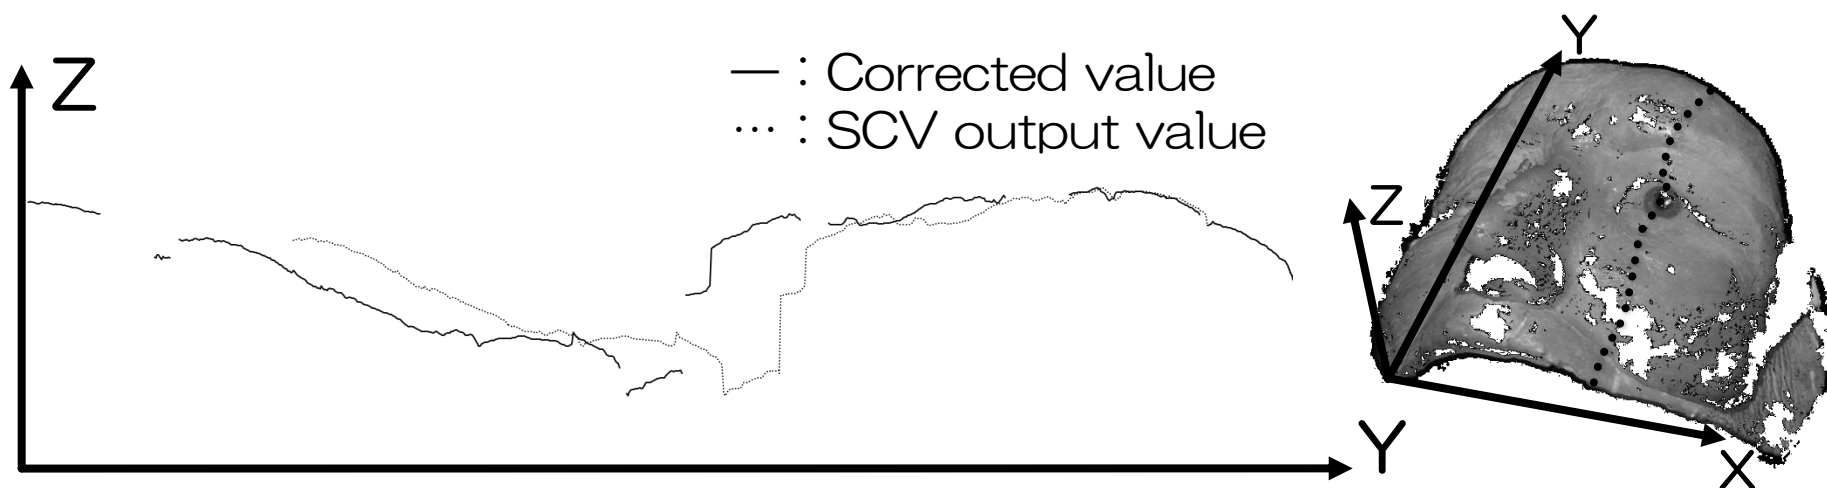 Z
— : Corrected value
… : SCV output value
Y
Y
Z
X